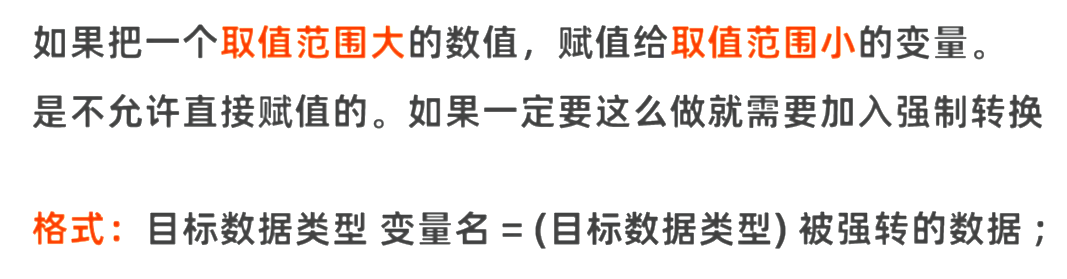 如果把一个取值范围大的数值，赋值给取值范围小的变量。
是不允许直接赋值的。如果一定要这么做就需要加入强制转换
格式：目标数据类型 变量名 = (目标数据类型) 被强转的数据；